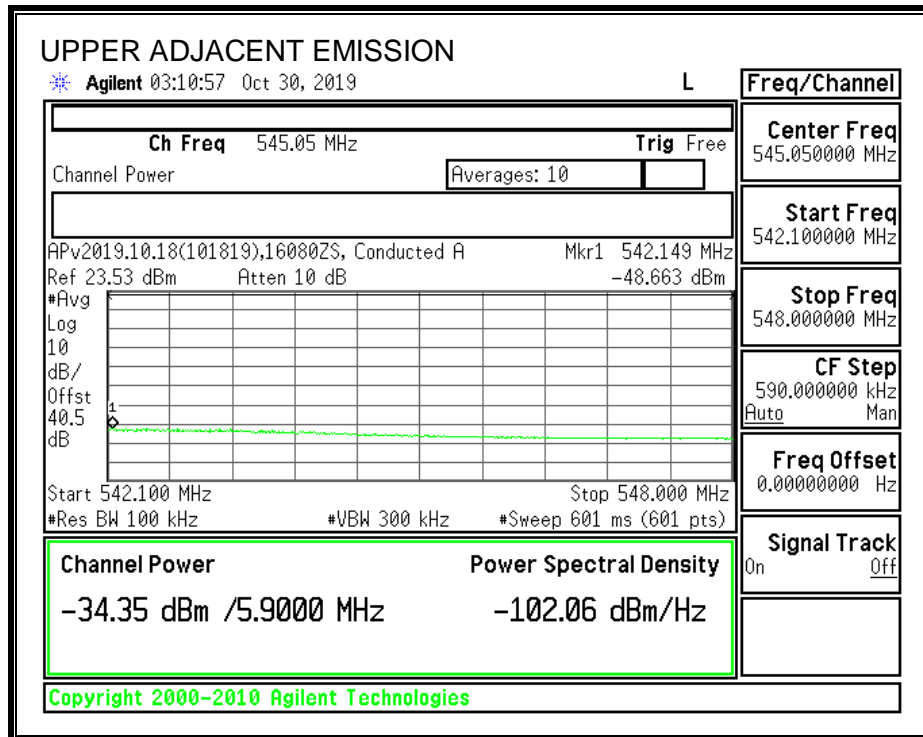 UPPER ADJACENT EMISSION
Agilent 03:10:57 Oct 30, 2019 L
Freq/Channel
Ch Freq 545.05 MHz Trig Free
Channel Power Averages: 10
APv2019.10.18(101819),16080ZS, Conducted A Mkr1 542.149 MHz
Ref 23.53 dBm Atten 10 dB -48.663 dBm
#Avg
Log
10
dB/
Offst
40.5
dB
1
Start 542.100 MHz Stop 548.000 MHz
#Res BW 100 kHz #VBW 300 kHz #Sweep 601 ms (601 pts)
Channel Power Power Spectral Density
-34.35 dBm /5.9000 MHz -102.06 dBm/Hz
Copyright 2000-2010 Agilent Technologies
Center Freq
545.050000 MHz
Start Freq
542.100000 MHz
Stop Freq
548.000000 MHz
CF Step
590.000000 kHz
Auto Man
Freq Offset
0.00000000 Hz
Signal Track
On Off